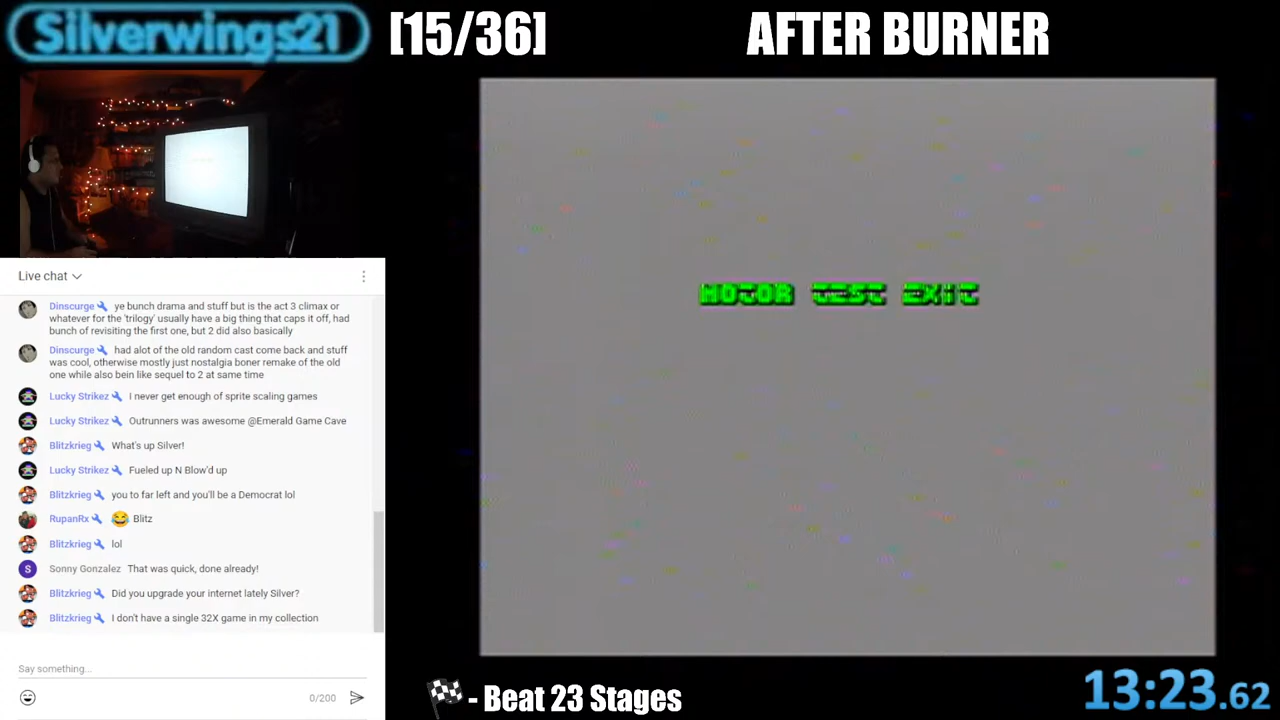 Silverwings21
[15/36]
AFTER BURNER
Live chat
Dinscurge ye bunch drama and stuff but is the act 3 climax or
whatever for the 'trilogy' usually have a big thing that caps it off, had
bunch of revisiting the first one, but 2 did also basically
Dinscurge had alot of the old random cast come back and stuff
was cool, otherwise mostly just nostalgia boner remake of the old
one while also bein like sequel to 2 at same time
Lucky Strikez I never get enough of sprite scaling games
Lucky Strikez Outrunners was awesome @Emerald Game Cave
Blitzkrieg What's up Silver!
Lucky Strikez Fueled up N Blow'd up
Blitzkrieg you to far left and you'll be a Democrat lol
RupanRx 😂 Blitz
Blitzkrieg lol
S Sonny Gonzalez That was quick, done already!
Blitzkrieg Did you upgrade your internet lately Silver?
Blitzkrieg I don't have a single 32X game in my collection
Say something...
0/200
MOTOR TEST EXIT
- Beat 23 Stages
13:23.62